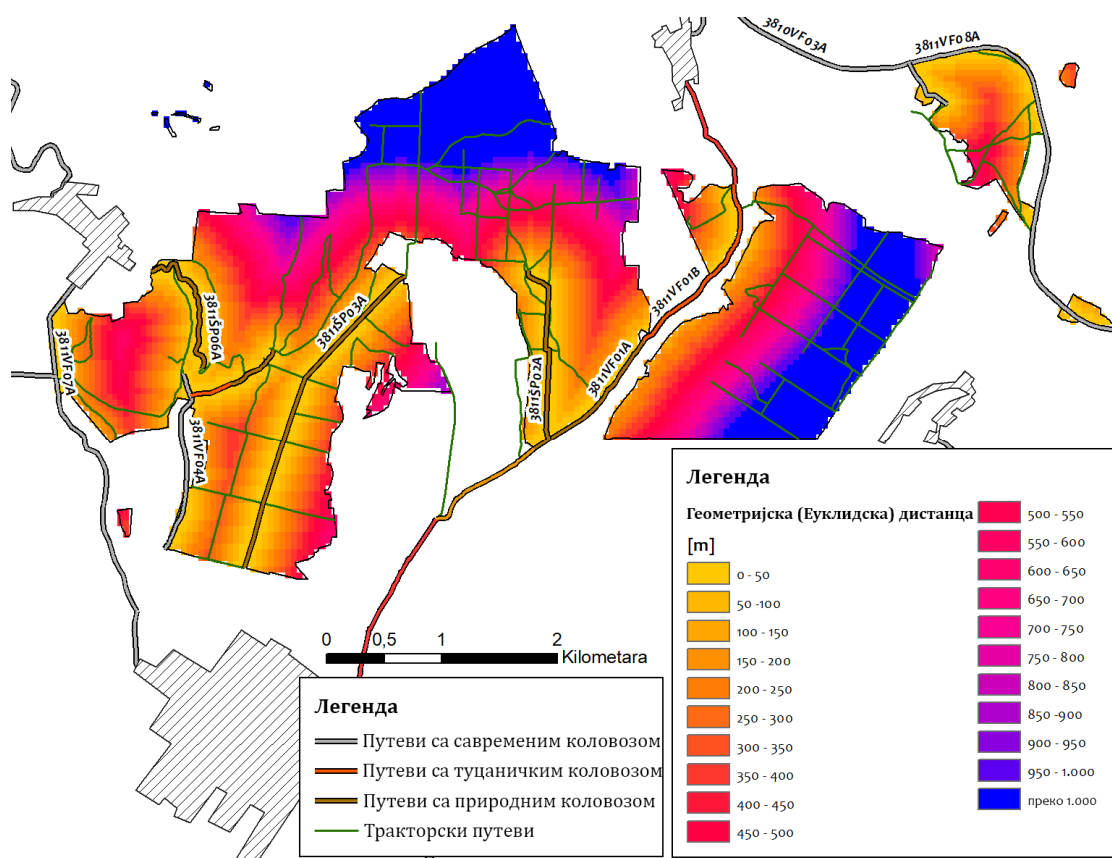 3810VF03A
3811VF08A
3811VF01B
3811ŠP03A
3811ŠP06A
3811VF07A
3811VF01A
3811ŠP02A
3811VF04A
0 0,5 1 2
Kilometara
Легенда
Путеви са савременим коловозом
Путеви са туцаничким коловозом
Путеви са природним коловозом
Тракторски путеви
Легенда
Геометријска (Еуклидска) дистанца
[m]
0 - 50
50 -100
100 - 150
150 - 200
200 - 250
250 - 300
300 - 350
350 - 400
400 - 450
450 - 500
500 - 550
550 - 600
600 - 650
650 - 700
700 - 750
750 - 800
800 - 850
850 -900
900 - 950
950 - 1.000
преко 1.000